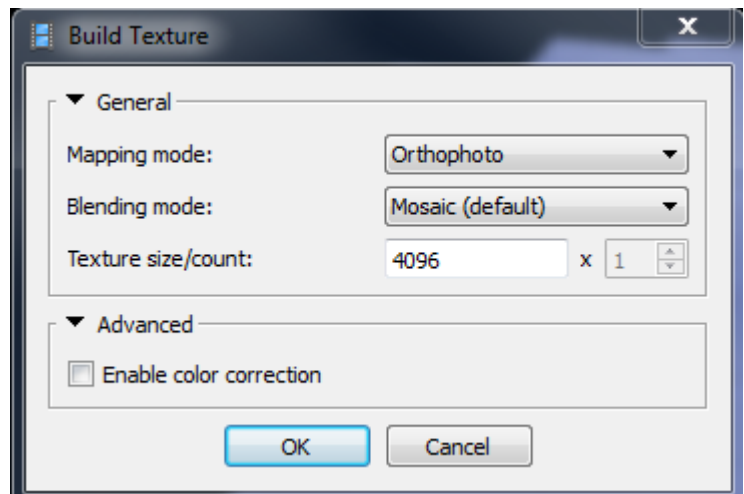 Build Texture
General
Mapping mode: Orthophoto
Blending mode: Mosaic (default)
Texture size/count: 4096 x 1
Advanced
Enable color correction
OK Cancel